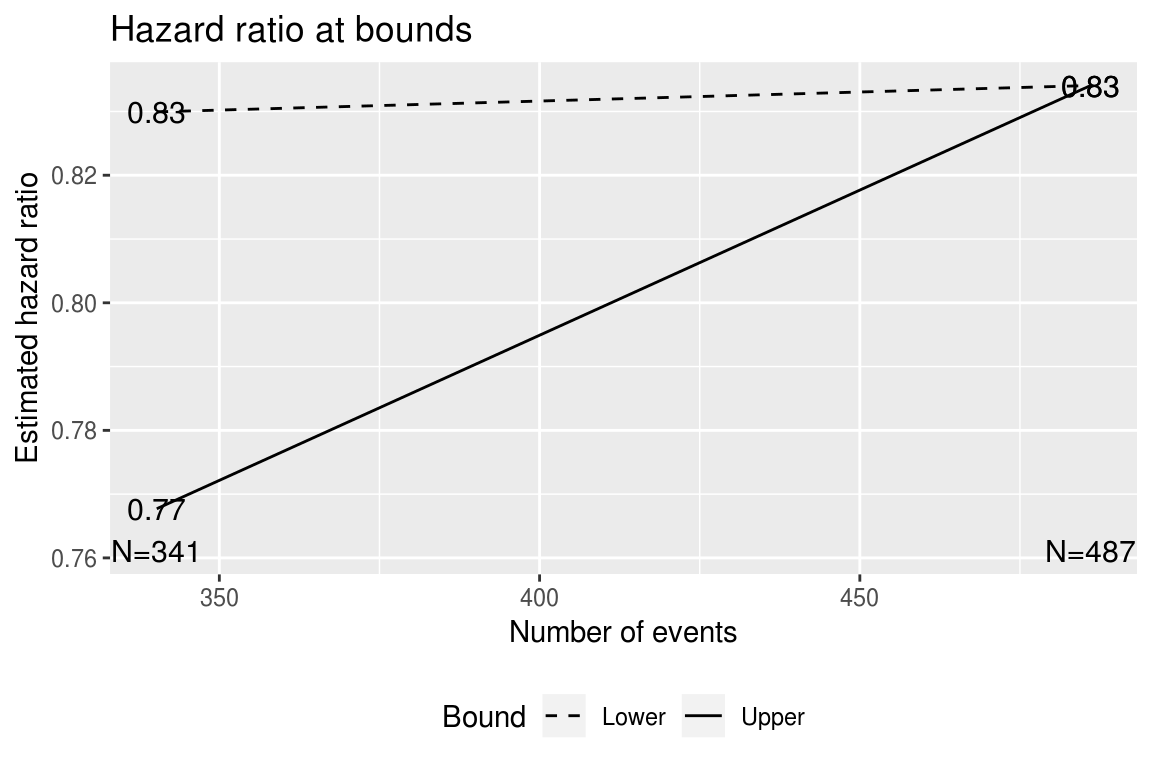 Hazard ratio at bounds
0.83
0.83
0.82
0.80
0.78
0.77
0.76
N=341
N=487
350
400
450
Estimated hazard ratio
Number of events
Bound
Lower
Upper